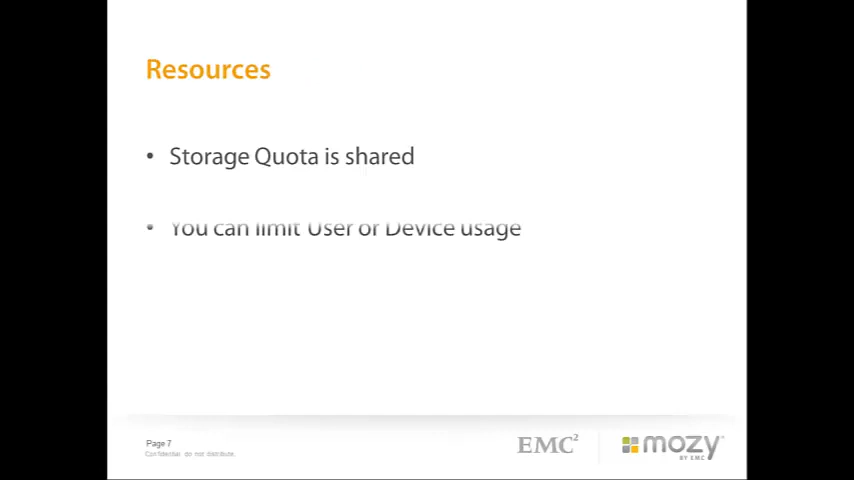 Resources
• Storage Quota is shared
• You can limit User or Device usage
Page 7
Confidential do not distribute.
EMC²
mozy
BY EMC